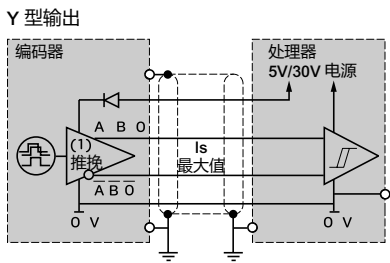 Y 型输出
编码器
处理器
5V/30V 电源
A B 0
(1)
推挽
Is
最大值
A̅ B̅ 0̅
0 V
0 V